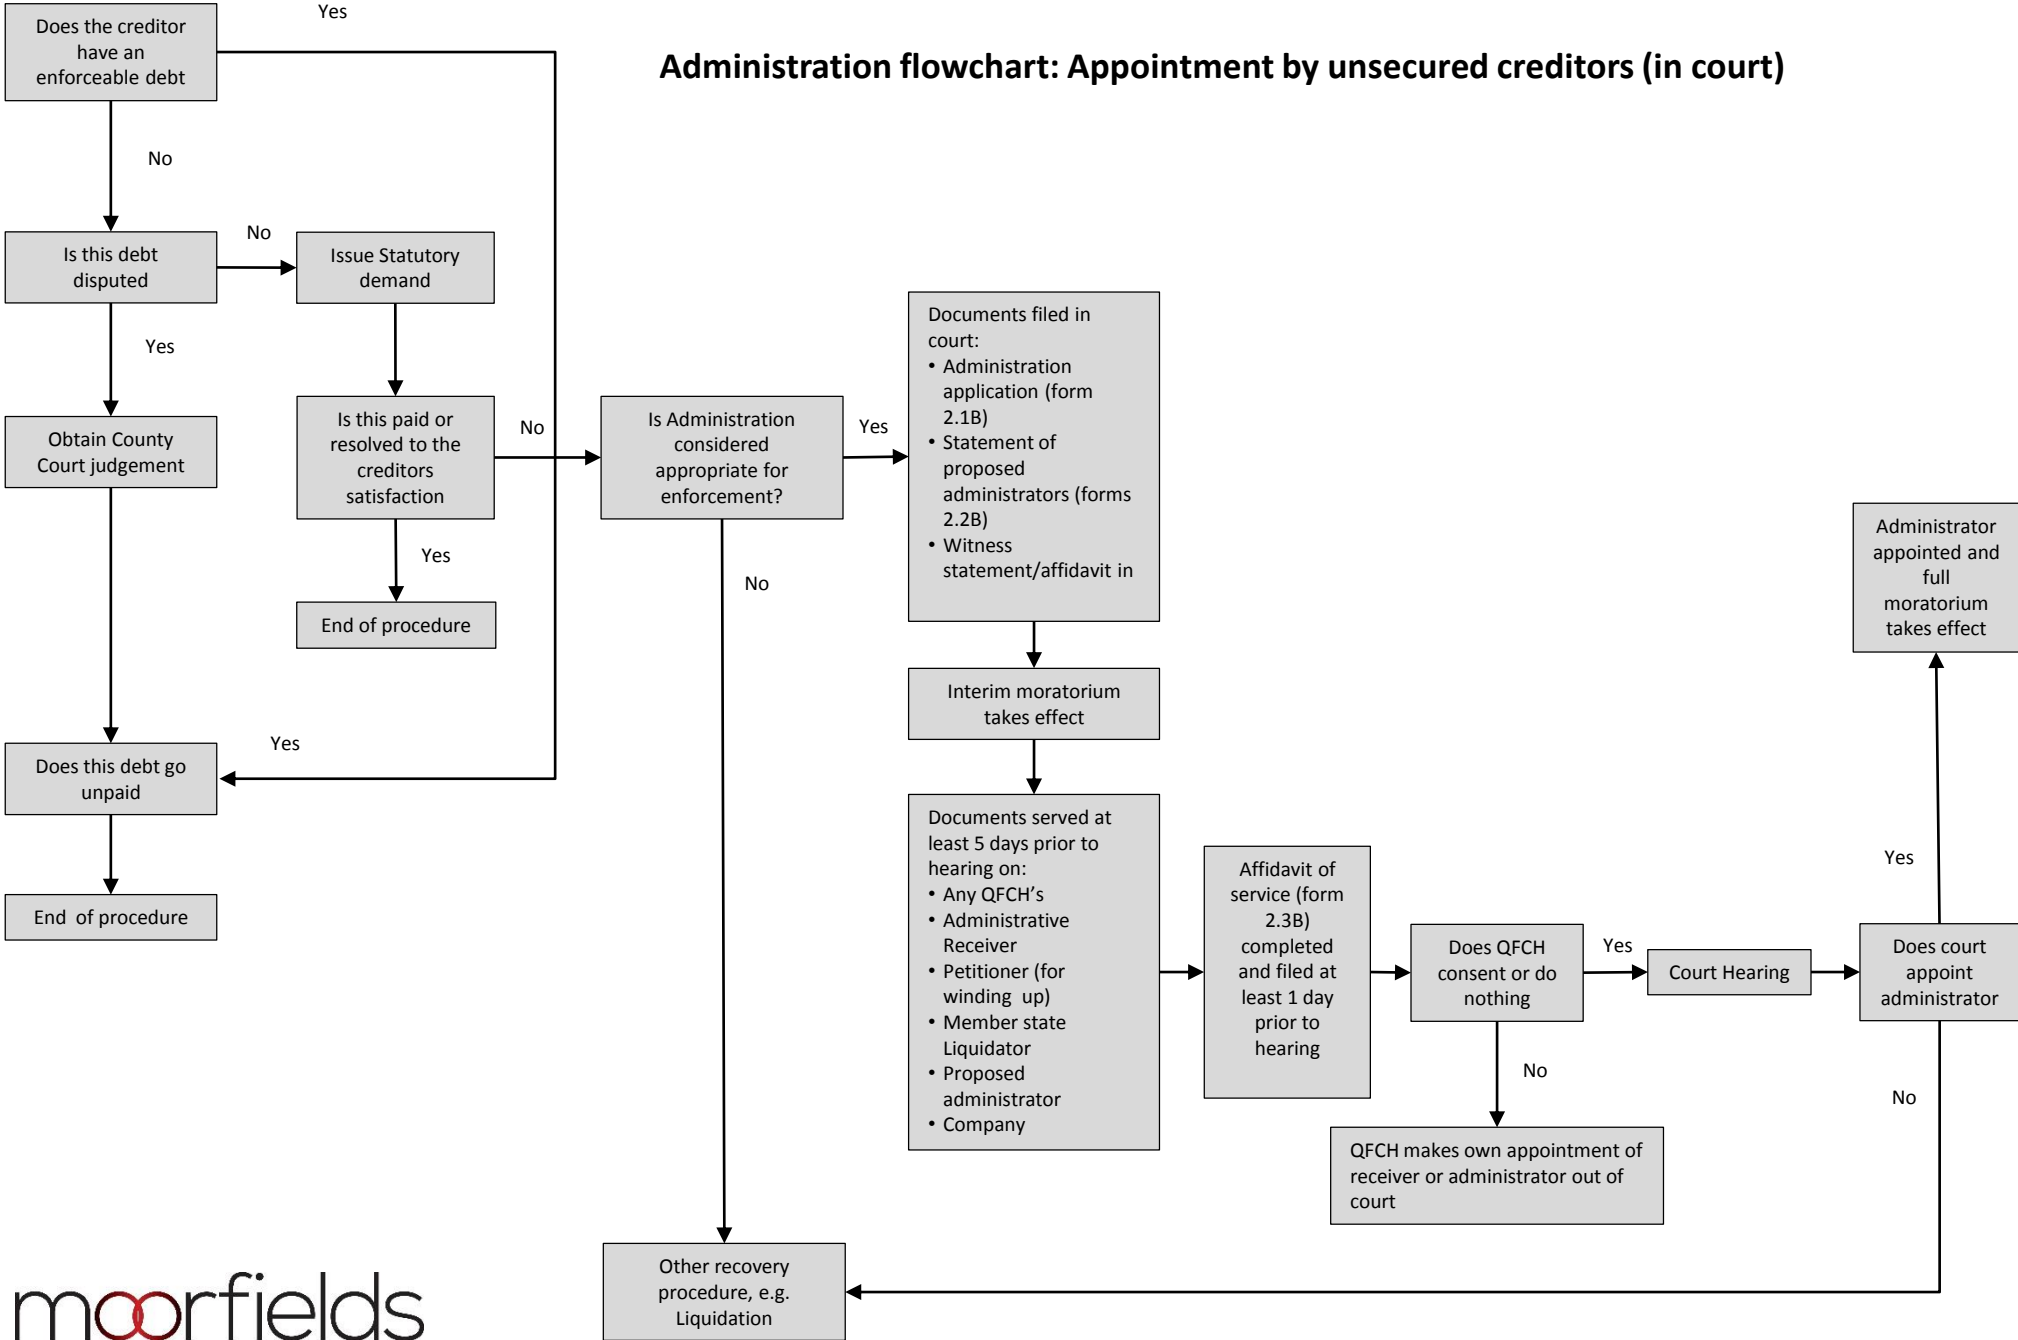 Administration flowchart: Appointment by unsecured creditors (in court)
Does the creditor
have an
enforceable debt
Yes
No
Is this debt
disputed
No
Issue Statutory
demand
Yes
Obtain County
Court judgement
Is this paid or
resolved to the
creditors
satisfaction
No
Yes
End of procedure
Does this debt go
unpaid
Yes
End  of procedure
Is Administration
considered
appropriate for
enforcement?
Yes
No
Documents filed in
court:
• Administration
application (form
2.1B)
• Statement of
proposed
administrators (forms
2.2B)
• Witness
statement/affidavit in
Interim moratorium
takes effect
Documents served at
least 5 days prior to
hearing on:
• Any QFCH's
• Administrative
Receiver
• Petitioner (for
winding  up)
• Member state
Liquidator
• Proposed
administrator
• Company
Affidavit of
service (form
2.3B)
completed
and filed at
least 1 day
prior to
hearing
Does QFCH
consent or do
nothing
Yes
No
QFCH makes own appointment of
receiver or administrator out of
court
Court Hearing
Does court
appoint
administrator
Yes
No
Administrator
appointed and
full
moratorium
takes effect
Other recovery
procedure, e.g.
Liquidation
moorfields